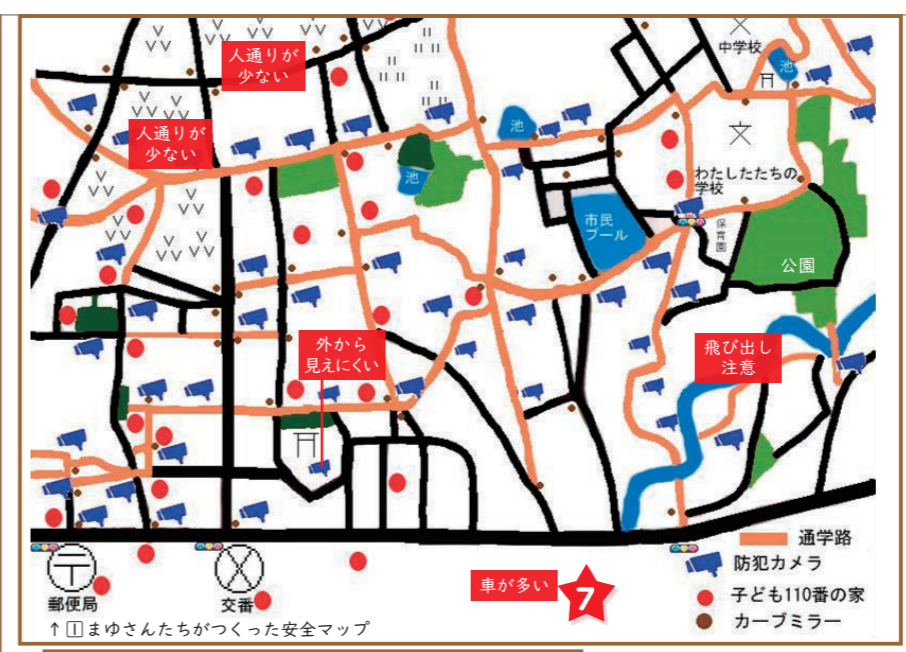 人通りが
少ない
中学校
池
人通りが
少ない
池
池
わたしたちの
学校
市民
プール
保育園
公園
外から
見えにくい
飛び出し
注意
通学路
防犯カメラ
車が多い
7
子ども110番の家
郵便局
交番
カーブミラー
↑1まゆさんたちがつくった安全マップ